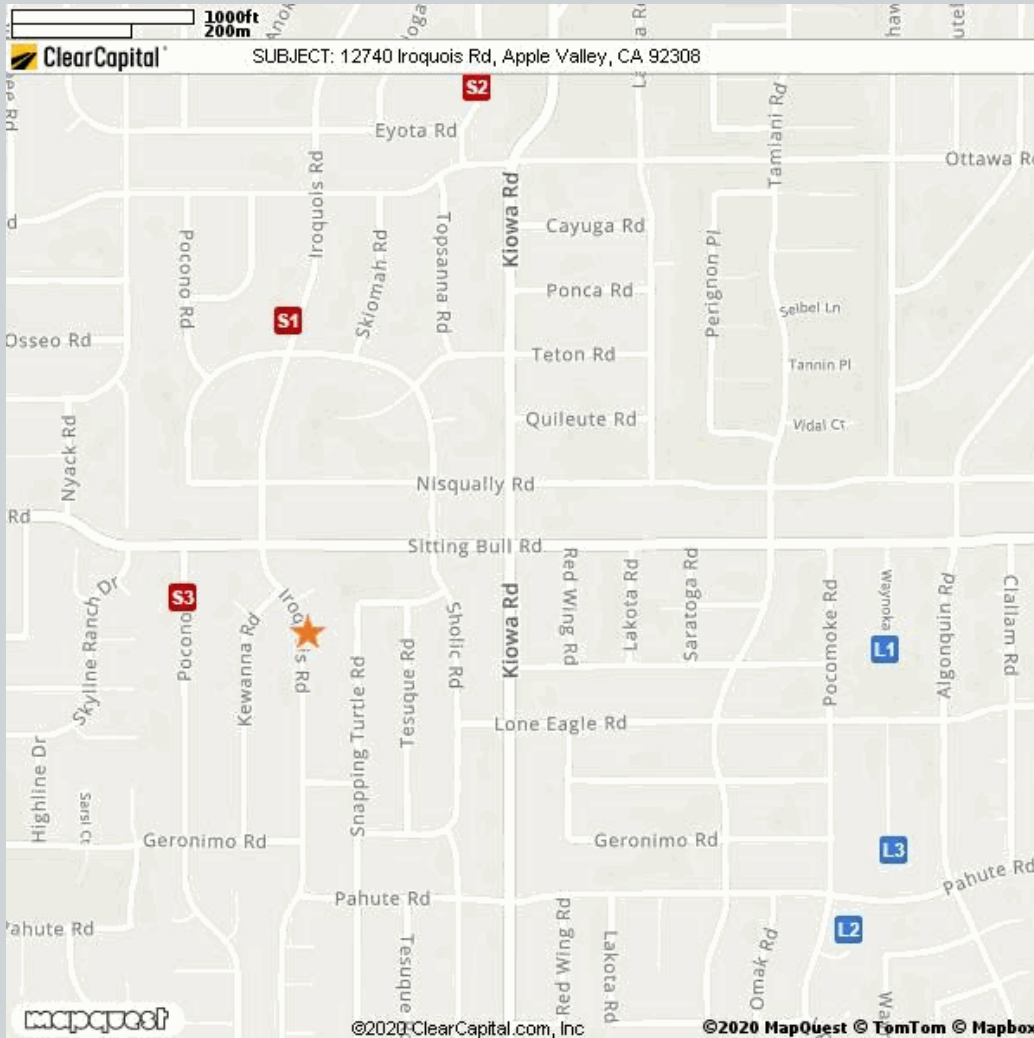 1000ft
200m
ClearCapital
SUBJECT: 12740 Iroquois Rd, Apple Valley, CA 92308
S2
Eyota Rd
Ottawa R
Iroquois Rd
Tamiani Rd
Kiowa Rd
Cayuga Rd
Pocono Rd
Skiomah Rd
Topsanna Rd
Perignon Pl
Ponca Rd
Seibel Ln
S1
Osseo Rd
Teton Rd
Tannin Pl
Quileute Rd
Vidal Ct
Nyack Rd
Nisqually Rd
Rd
Sitting Bull Rd
Skyline Ranch Dr
S3
Pocono
Kewanna Rd
Iroquois Rd
Snapping Turtle Rd
Tesuque Rd
Sholic Rd
Kiowa Rd
Red Wing Rd
Lakota Rd
Saratoga Rd
Pocomoke Rd
Waynoka
L1
Algonquin Rd
Clallam Rd
Lone Eagle Rd
Highline Dr
Sarsi Ct
Geronimo Rd
Geronimo Rd
L3
Pahute Rd
Pahute Rd
ahute Rd
L2
Red Wing Rd
Lakota Rd
Omak Rd
mapquest
©2020 ClearCapital.com, Inc
©2020 MapQuest © TomTom © Mapbox